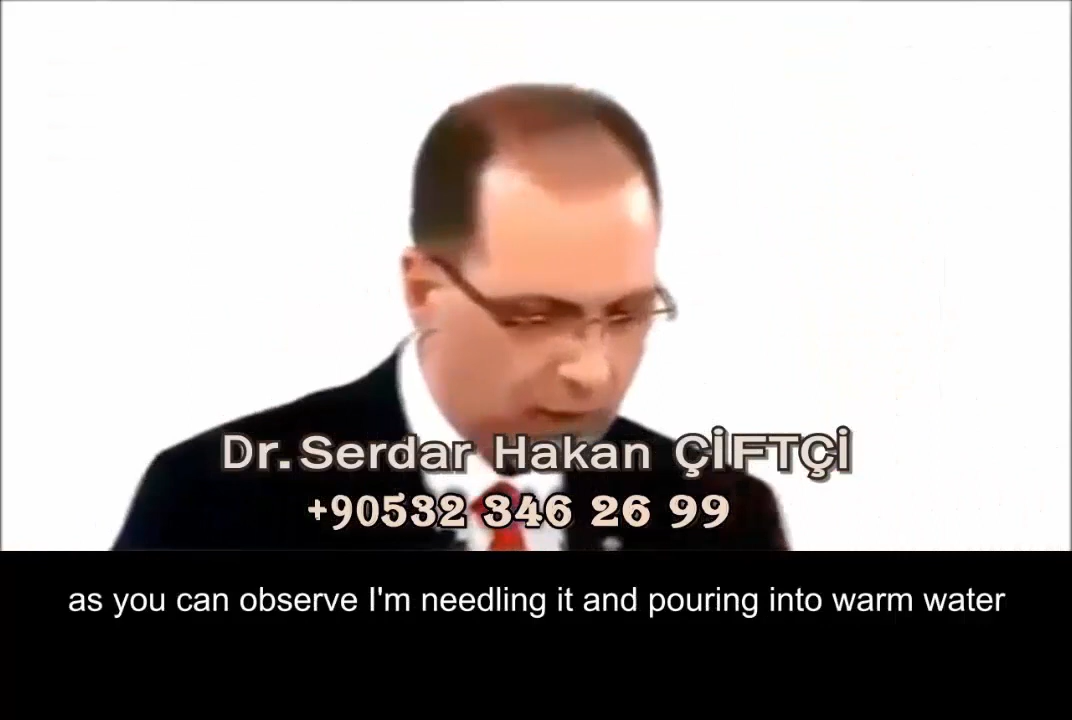 Dr. Serdar Hakan ÇİFTÇİ
+90532 346 26 99
as you can observe I'm needling it and pouring into warm water